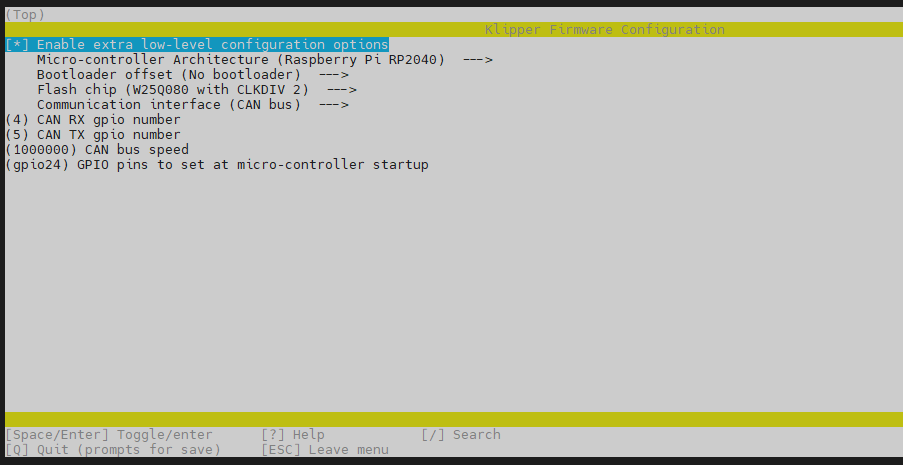 (Top)
Klipper Firmware Configuration
[*] Enable extra low-level configuration options
Micro-controller Architecture (Raspberry Pi RP2040)  --->
Bootloader offset (No bootloader)  --->
Flash chip (W25Q080 with CLKDIV 2)  --->
Communication interface (CAN bus)  --->
(4) CAN RX gpio number
(5) CAN TX gpio number
(1000000) CAN bus speed
(gpio24) GPIO pins to set at micro-controller startup
[Space/Enter] Toggle/enter      [?] Help            [/] Search
[Q] Quit (prompts for save)     [ESC] Leave menu